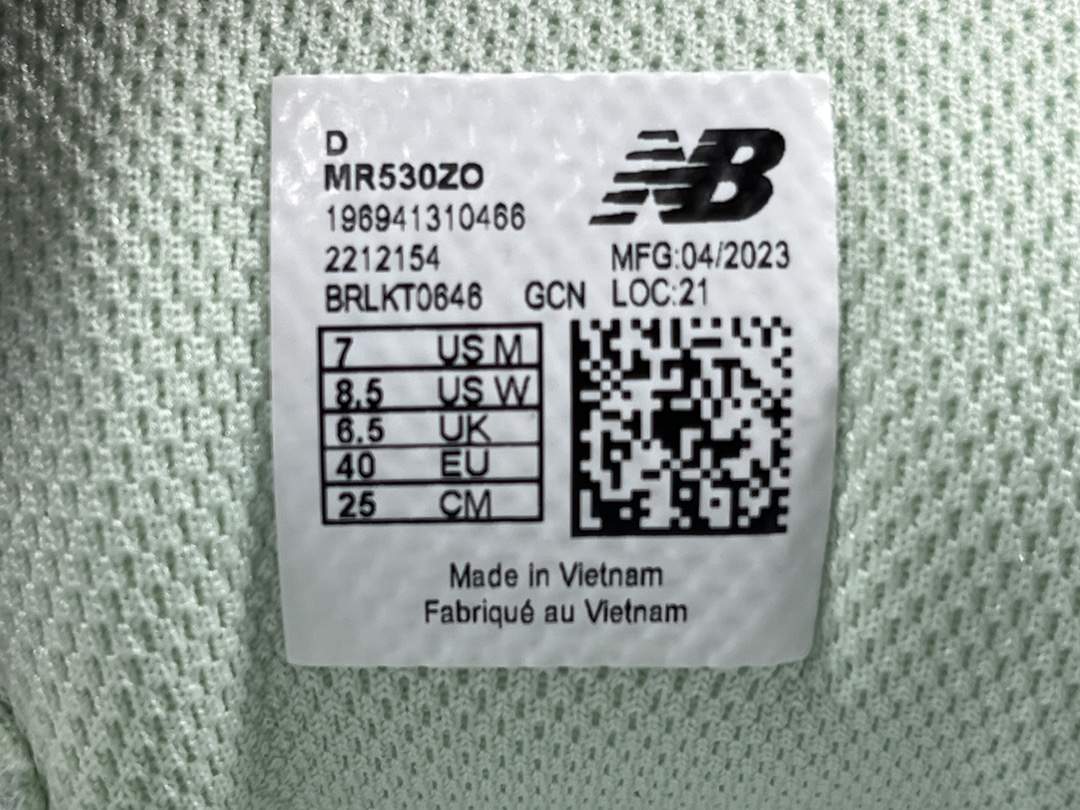 D
MR530ZO
196941310466
2212154
BRLKT0646 GCN
NB
MFG:04/2023
LOC:21
7 US M
8.5 US W
6.5 UK
40 EU
25 CM
Made in Vietnam
Fabriqué au Vietnam